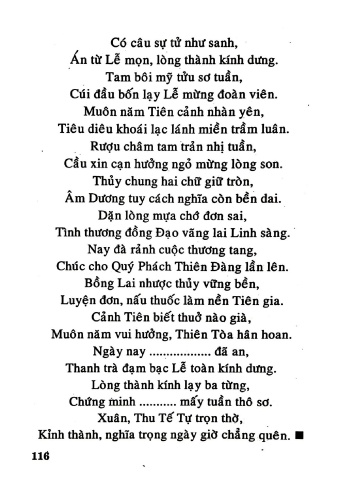 Có câu sự tử như sanh,
Án từ Lễ mọn, lòng thành kính dưng.
Tam bôi mỹ tửu sơ tuần,
Cúi đầu bốn lạy Lễ mừng đoàn viên.
Muôn năm Tiên cảnh nhàn yên,
Tiêu diêu khoái lạc lánh miền trầm luân.
Rượu châm tam trản nhị tuần,
Cầu xin cạn hưởng ngỏ mừng lòng son.
Thủy chung hai chữ giữ tròn,
Âm Dương tuy cách nghĩa còn bền dai.
Dặn lòng mựa chớ đơn sai,
Tình thương đồng Đạo vãng lai Linh sàng.
Nay đà rảnh cuộc thương tang,
Chúc cho Quý Phách Thiên Đàng lần lên.
Bồng Lai nhược thủy vững bền,
Luyện đơn, nấu thuốc làm nền Tiên gia.
Cảnh Tiên biết thuở nào già,
Muôn năm vui hưởng, Thiên Tòa hân hoan.
Ngày nay .................. đã an,
Thanh trà đạm bạc Lễ toàn kính dưng.
Lòng thành kính lạy ba từng,
Chứng minh ........... mấy tuần thô sơ.
Xuân, Thu Tế Tự trọn thờ,
Kỉnh thành, nghĩa trọng ngày giờ chẳng quên. ■
116